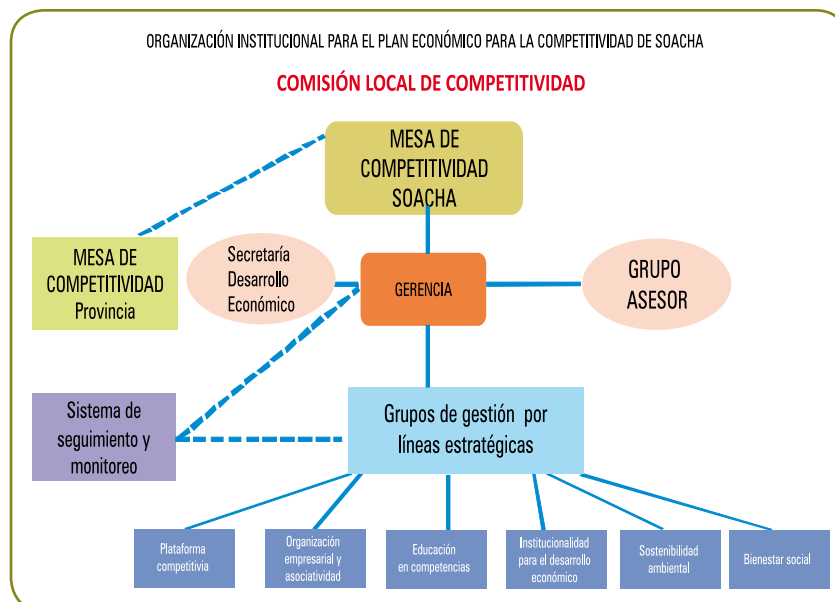 ORGANIZACIÓN INSTITUCIONAL PARA EL PLAN ECONÓMICO PARA LA COMPETITIVIDAD DE SOACHA
COMISIÓN LOCAL DE COMPETITIVIDAD
MESA DE
COMPETITIVIDAD
SOACHA
MESA DE
COMPETITIVIDAD
Provincia
Secretaría
Desarrollo
Económico
GERENCIA
GRUPO
ASESOR
Sistema de
seguimiento y
monitoreo
Grupos de gestión por
líneas estratégicas
Plataforma
competitivia
Organización
empresarial y
asociatividad
Educación
en competencias
Institucionalidad
para el desarrollo
económico
Sostenibilidad
ambiental
Bienestar social